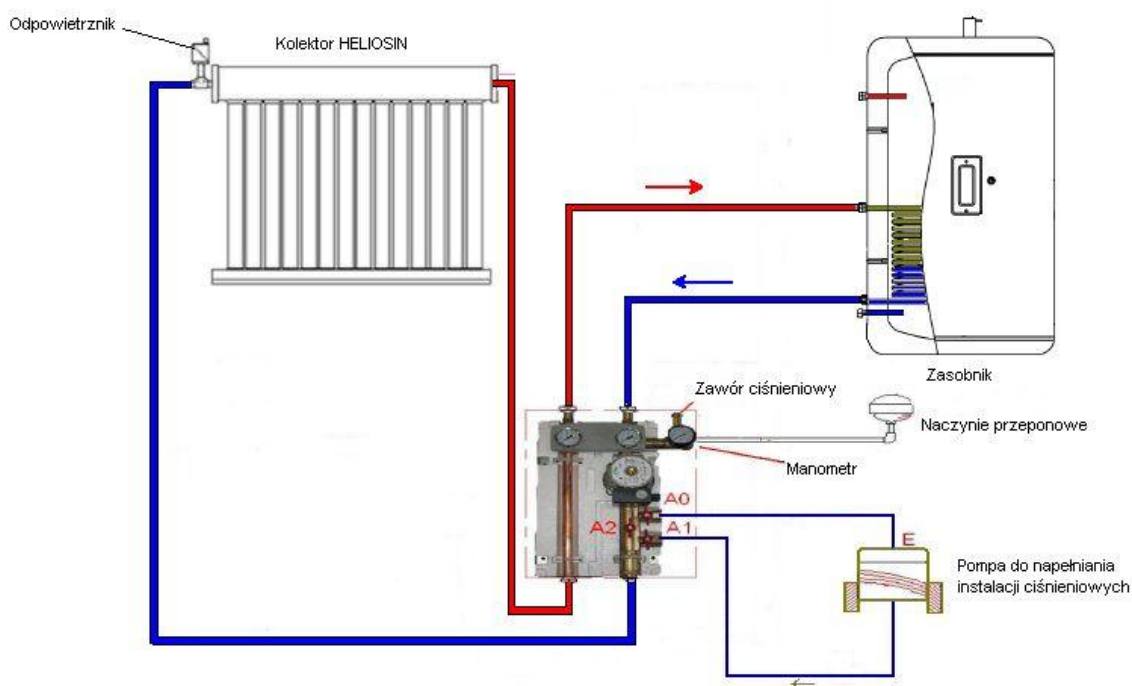 Odpowietrznik
Kolektor HELIOSIN
Zasobnik
Zawór ciśnieniowy
Naczynie przeponowe
Manometr
A0
A2
A1
E
Pompa do napełniania
instalacji ciśnieniowych